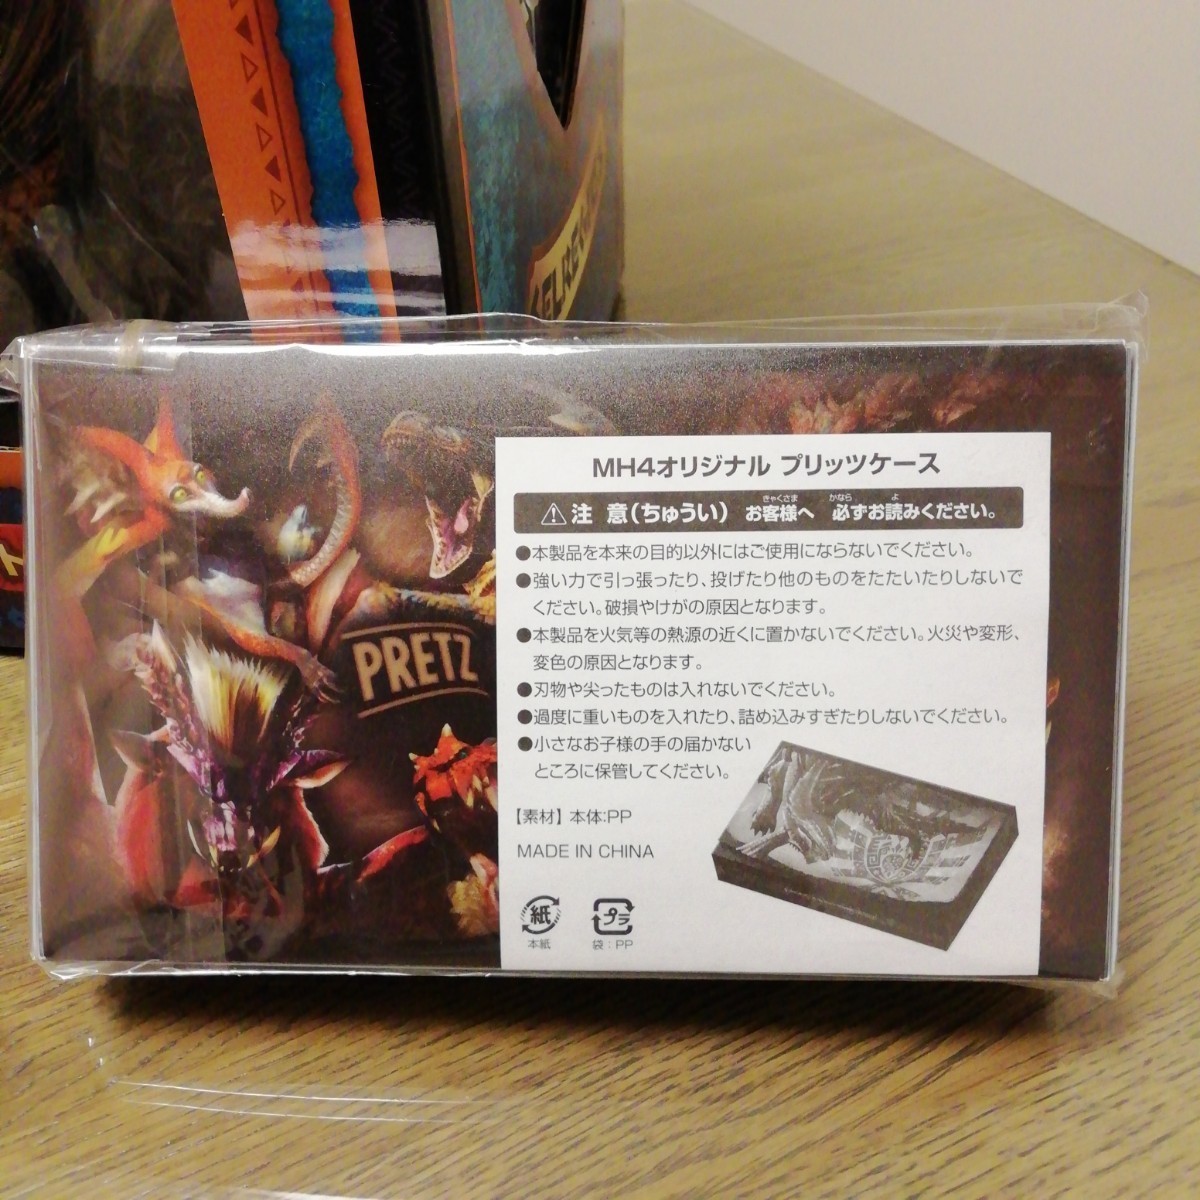 PRETZ
MH4オリジナル プリッツケース
注 意(ちゅうい) お客様へ 必ずお読みください。
きゃくさま かなら よ
●本製品を本来の目的以外にはご使用にならないでください。
●強い力で引っ張ったり、投げたり他のものをたたいたりしないで
ください。破損やけがの原因となります。
●本製品を火気等の熱源の近くに置かないでください。火災や変形、
変色の原因となります。
●刃物や尖ったものは入れないでください。
●過度に重いものを入れたり、詰め込みすぎたりしないでください。
●小さなお子様の手の届かない
ところに保管してください。
【素材】本体:PP
MADE IN CHINA
紙
本紙
プラ
袋:PP